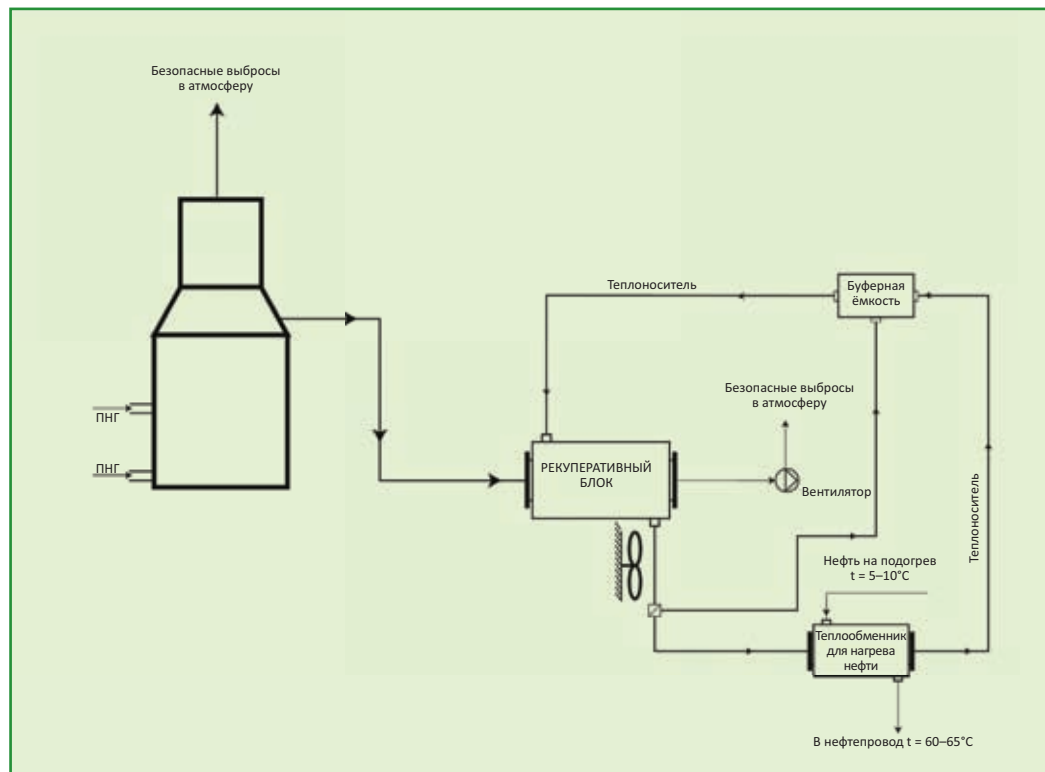 Безопасные выбросы
в атмосферу
Теплоноситель
Буферная
ёмкость
Безопасные выбросы
в атмосферу
ПНГ
ПНГ
РЕКУПЕРАТИВНЫЙ
БЛОК
Вентилятор
Теплоноситель
Нефть на подогрев
t = 5–10°C
Теплообменник
для нагрева
нефти
В нефтепровод t = 60–65°C